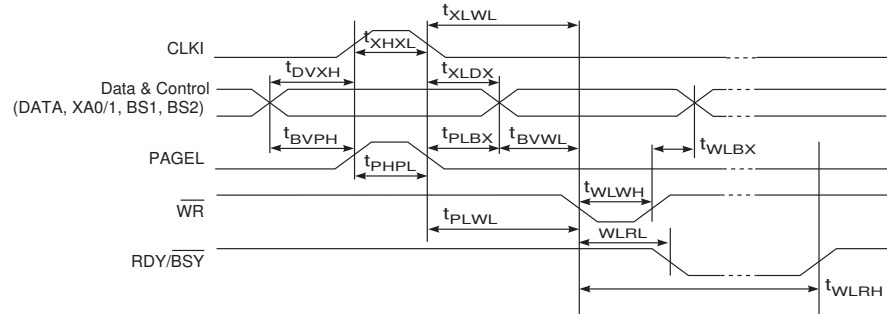 tXLWL
CLKI
tXHXL
tDVXH
tXLDX
Data & Control
(DATA, XA0/1, BS1, BS2)
tBVPH
tPLBX
tBVWL
tWLBX
PAGEL
tPHPL
tWLWH
WR
tPLWL
WLRL
RDY/BSY
tWLRH